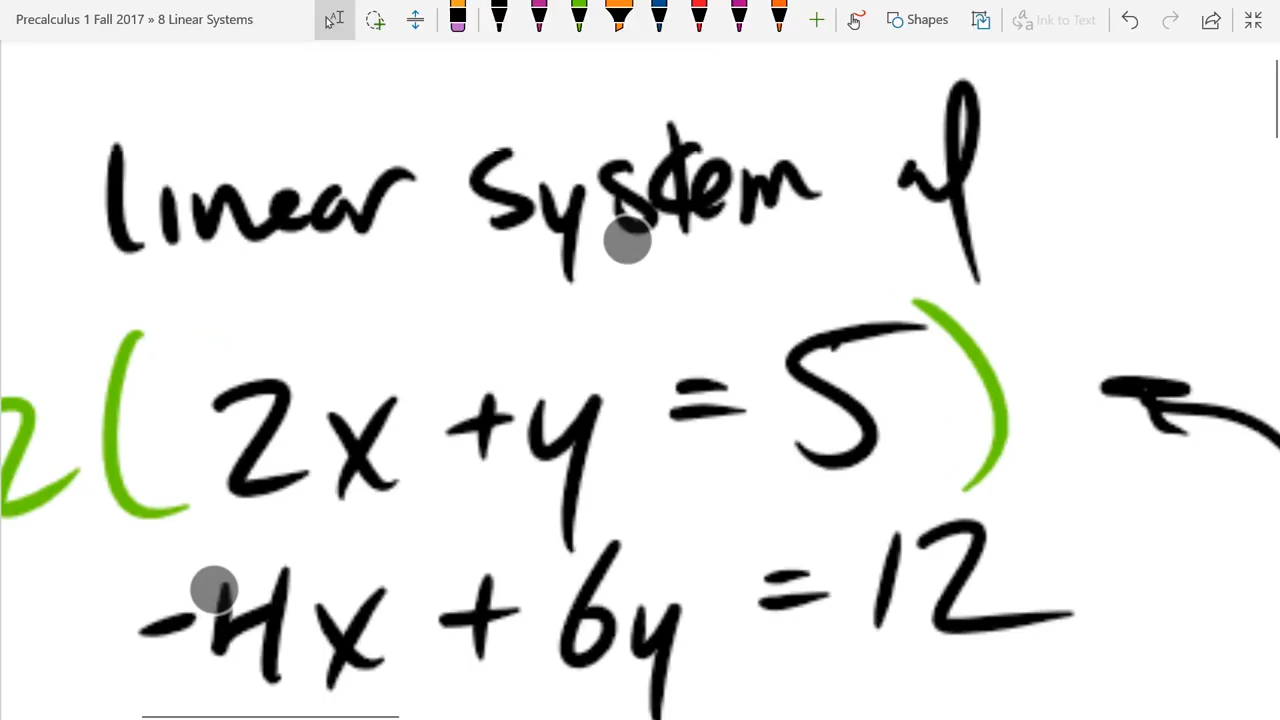 Precalculus 1 Fall 2017 » 8 Linear Systems
Shapes
Ink to Text
linear system of
2(2x+y=5)
-4x+6y=12